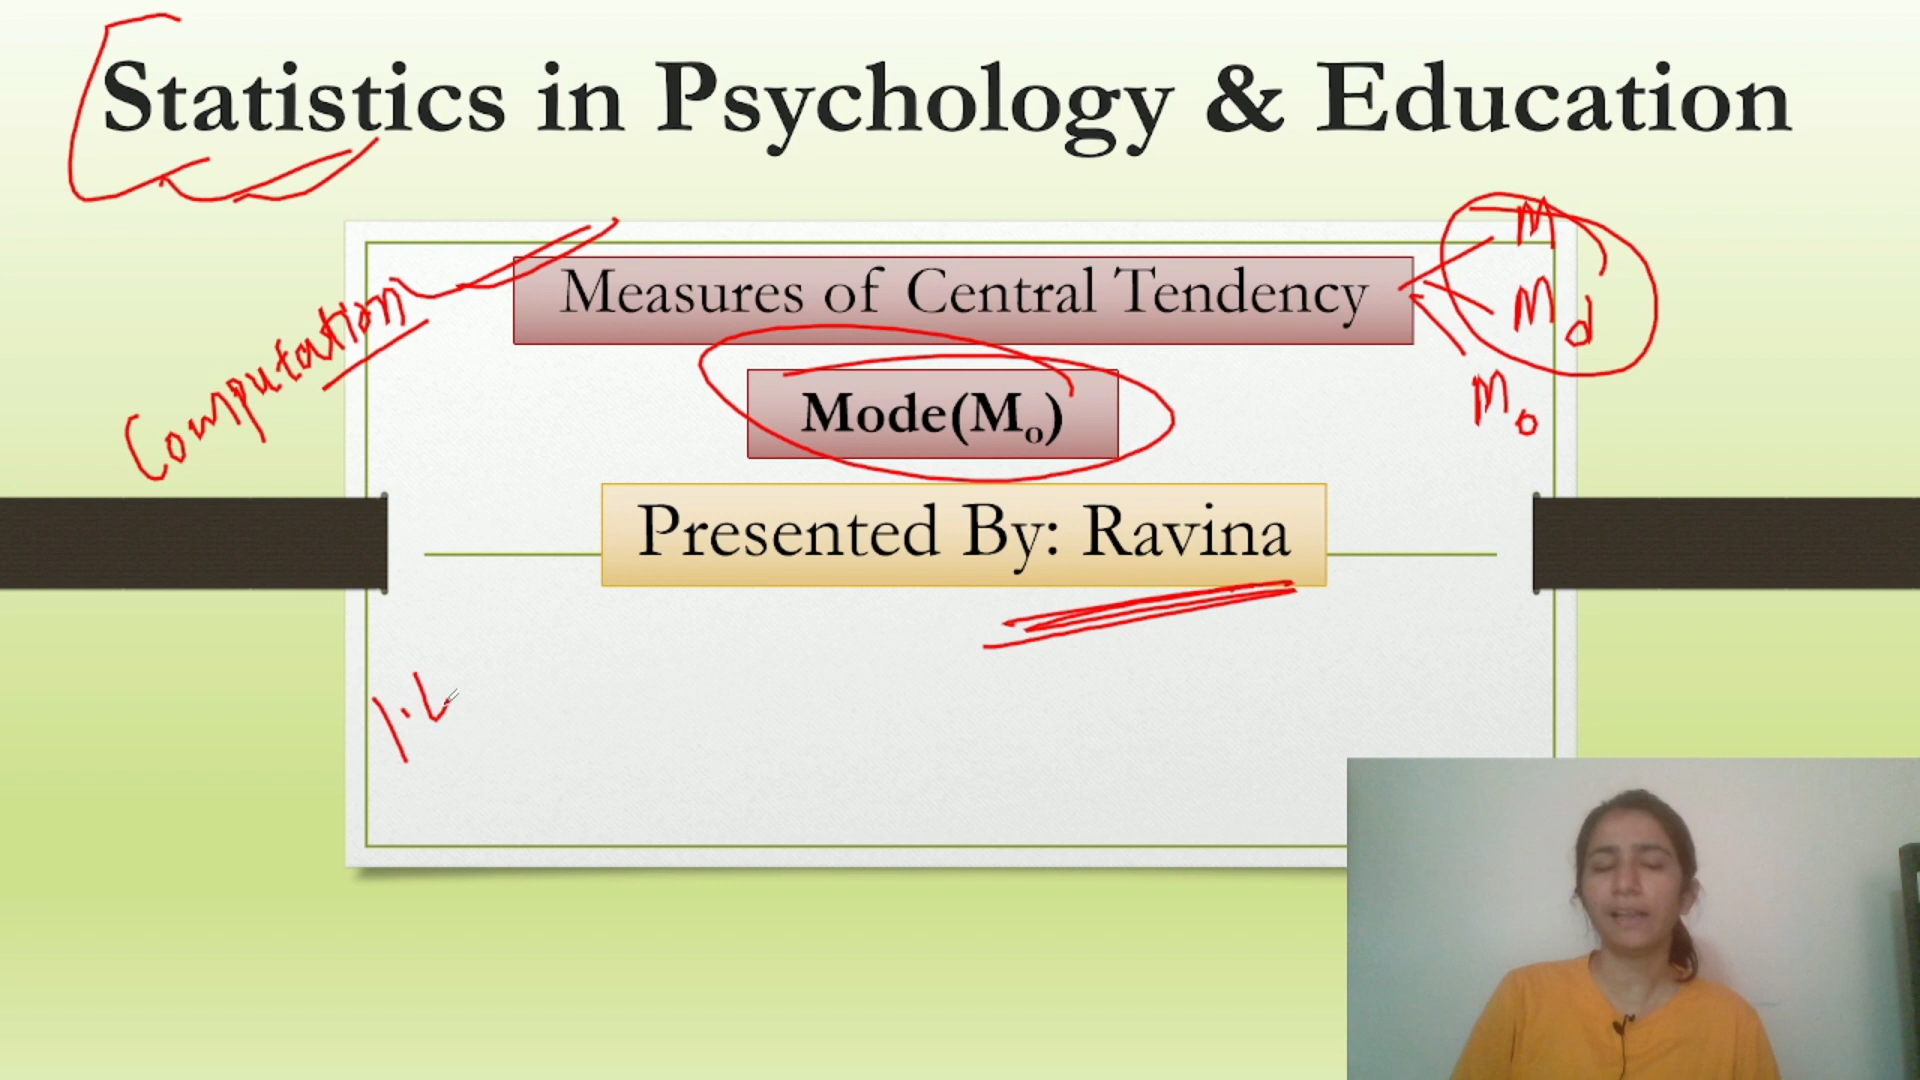 Statistics in Psychology & Education
M
Measures of Central Tendency
Md
Computation
Mode(Mo)
Mo
Presented By: Ravina